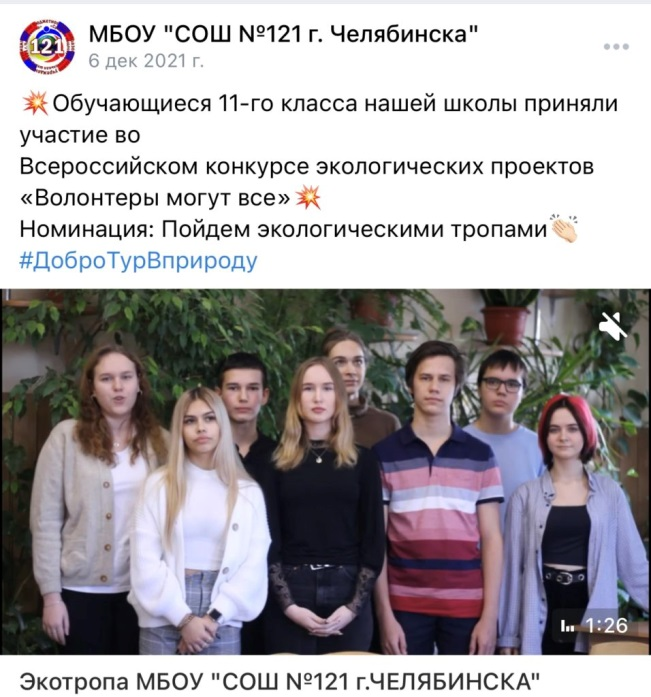 МБОУ "СОШ №121 г. Челябинска"
6 дек 2021 г.
121
💥Обучающиеся 11-го класса нашей школы приняли
участие во
Всероссийском конкурсе экологических проектов
«Волонтеры могут все»💥
Номинация: Пойдем экологическими тропами👏🏻
#ДоброТурВприроду
1:26
Экотропа МБОУ "СОШ №121 г.ЧЕЛЯБИНСКА"